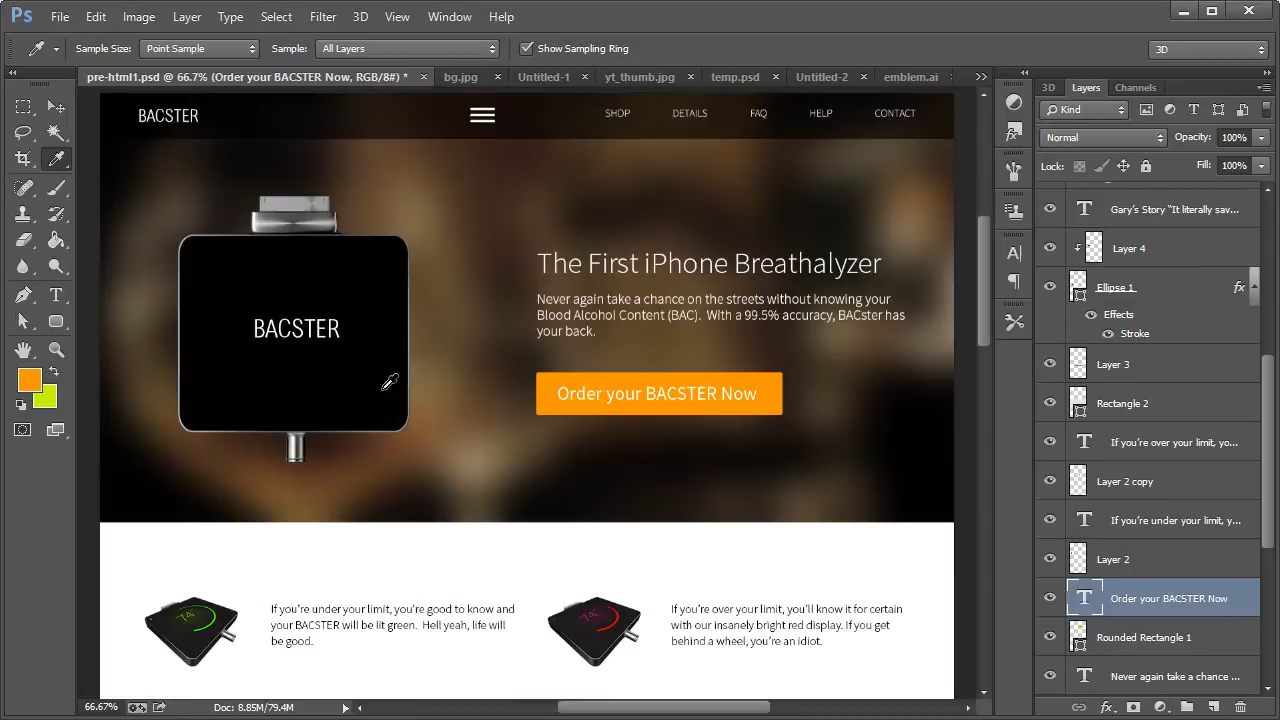 Ps File Edit Image Layer Type Select Filter 3D View Window Help
Sample Size: Point Sample Sample: All Layers Show Sampling Ring 3D
pre-html1.psd @ 66.7% (Order your BACSTER Now, RGB/8#) * bg.jpg Untitled-1 yt_thumb.jpg temp.psd Untitled-2 emblem.ai
3D Layers Channels
Kind
Normal Opacity: 100%
Lock: Fill: 100%
Gary's Story "It literally sav...
Layer 4
Ellipse 1 fx
Effects
Stroke
Layer 3
Rectangle 2
If you're over your limit, yo...
Layer 2 copy
If you're under your limit, y...
Layer 2
Order your BACSTER Now
Rounded Rectangle 1
Never again take a chance ...
BACSTER SHOP DETAILS FAQ HELP CONTACT
BACSTER
The First iPhone Breathalyzer
Never again take a chance on the streets without knowing your
Blood Alcohol Content (BAC). With a 99.5% accuracy, BACster has
your back.
Order your BACSTER Now
If you're under your limit, you're good to know and
your BACSTER will be lit green. Hell yeah, life will
be good.
If you're over your limit, you'll know it for certain
with our insanely bright red display. If you get
behind a wheel, you're an idiot.
66.67% Doc: 8.85M/79.4M